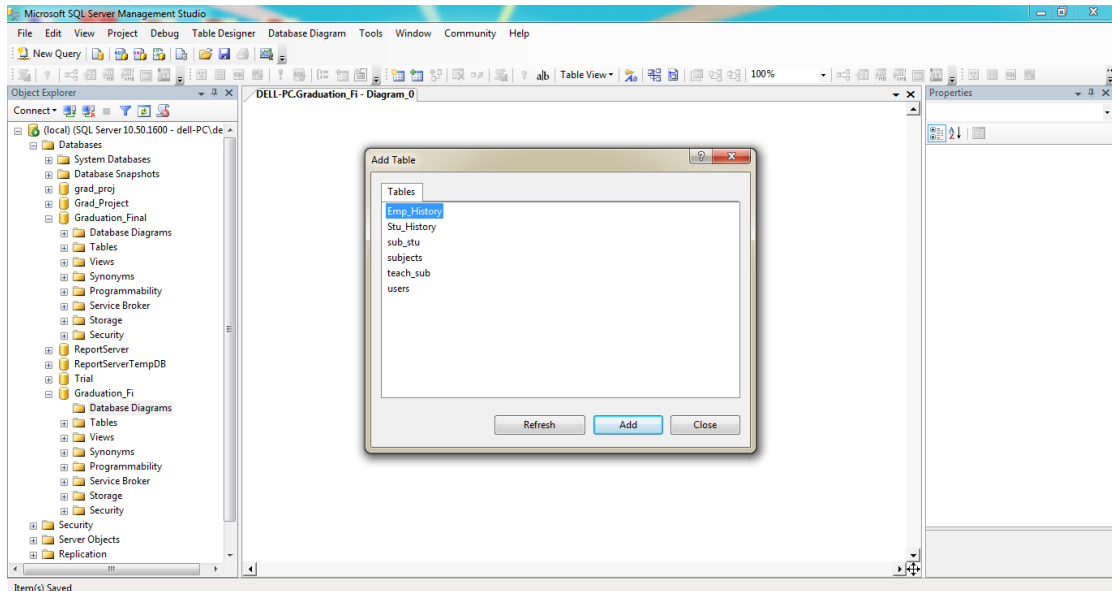 Microsoft SQL Server Management Studio
File Edit View Project Debug Table Designer Database Diagram Tools Window Community Help
New Query
alb Table View 100%
Object Explorer
Connect
(local) (SQL Server 10.50.1600 - dell-PC\de
Databases
System Databases
Database Snapshots
grad_proj
Grad_Project
Graduation_Final
Database Diagrams
Tables
Views
Synonyms
Programmability
Service Broker
Storage
Security
ReportServer
ReportServerTempDB
Trial
Graduation_Fi
Database Diagrams
Tables
Views
Synonyms
Programmability
Service Broker
Storage
Security
Security
Server Objects
Replication
DELL-PC.Graduation_Fi - Diagram_0
Add Table
Tables
Emp_History
Stu_History
sub_stu
subjects
teach_sub
users
Refresh Add Close
Properties
Item(s) Saved